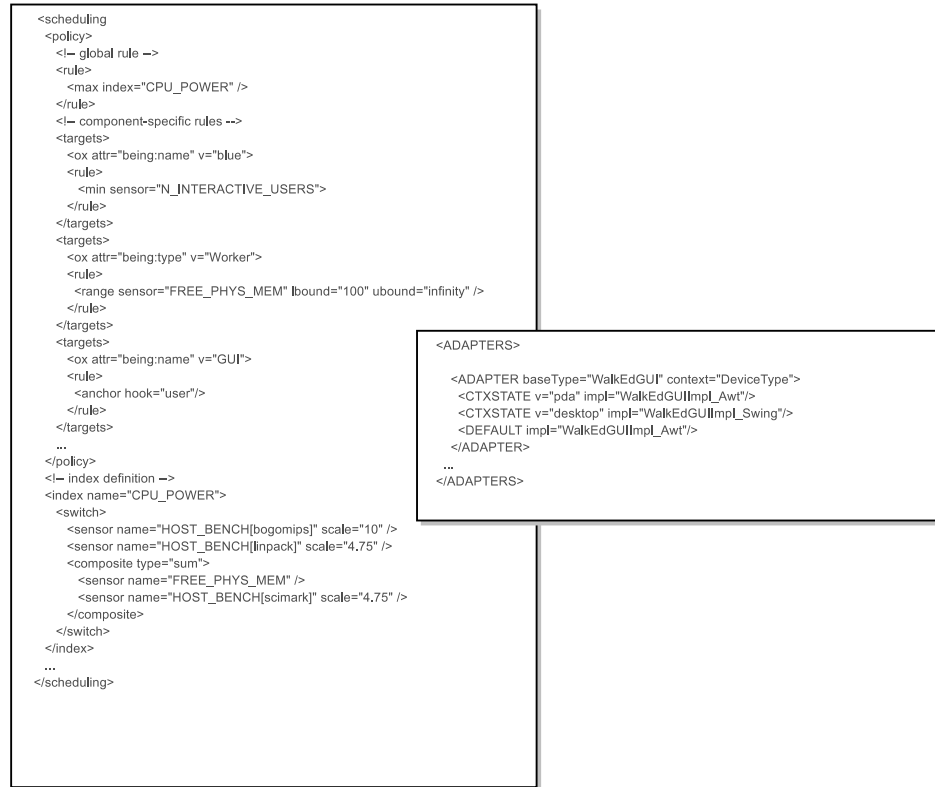 <scheduling
<policy>
<!– global rule –>
<rule>
<max index="CPU_POWER" />
</rule>
<!– component-specific rules -->
<targets>
<ox attr="being:name" v="blue">
<rule>
<min sensor="N_INTERACTIVE_USERS">
</rule>
</targets>
<targets>
<ox attr="being:type" v="Worker">
<rule>
<range sensor="FREE_PHYS_MEM" lbound="100" ubound="infinity" />
</rule>
</targets>
<targets>
<ox attr="being:name" v="GUI">
<rule>
<anchor hook="user"/>
</rule>
</targets>
...
</policy>
<!– index definition –>
<index name="CPU_POWER">
<switch>
<sensor name="HOST_BENCH[bogomips]" scale="10" />
<sensor name="HOST_BENCH[linpack]" scale="4.75" />
<composite type="sum">
<sensor name="FREE_PHYS_MEM" />
<sensor name="HOST_BENCH[scimark]" scale="4.75" />
</composite>
</switch>
</index>
...
</scheduling>
<ADAPTERS>
<ADAPTER baseType="WalkEdGUI" context="DeviceType">
<CTXSTATE v="pda" impl="WalkEdGUIImpl_Awt"/>
<CTXSTATE v="desktop" impl="WalkEdGUIImpl_Swing"/>
<DEFAULT impl="WalkEdGUIImpl_Awt"/>
</ADAPTER>
...
</ADAPTERS>